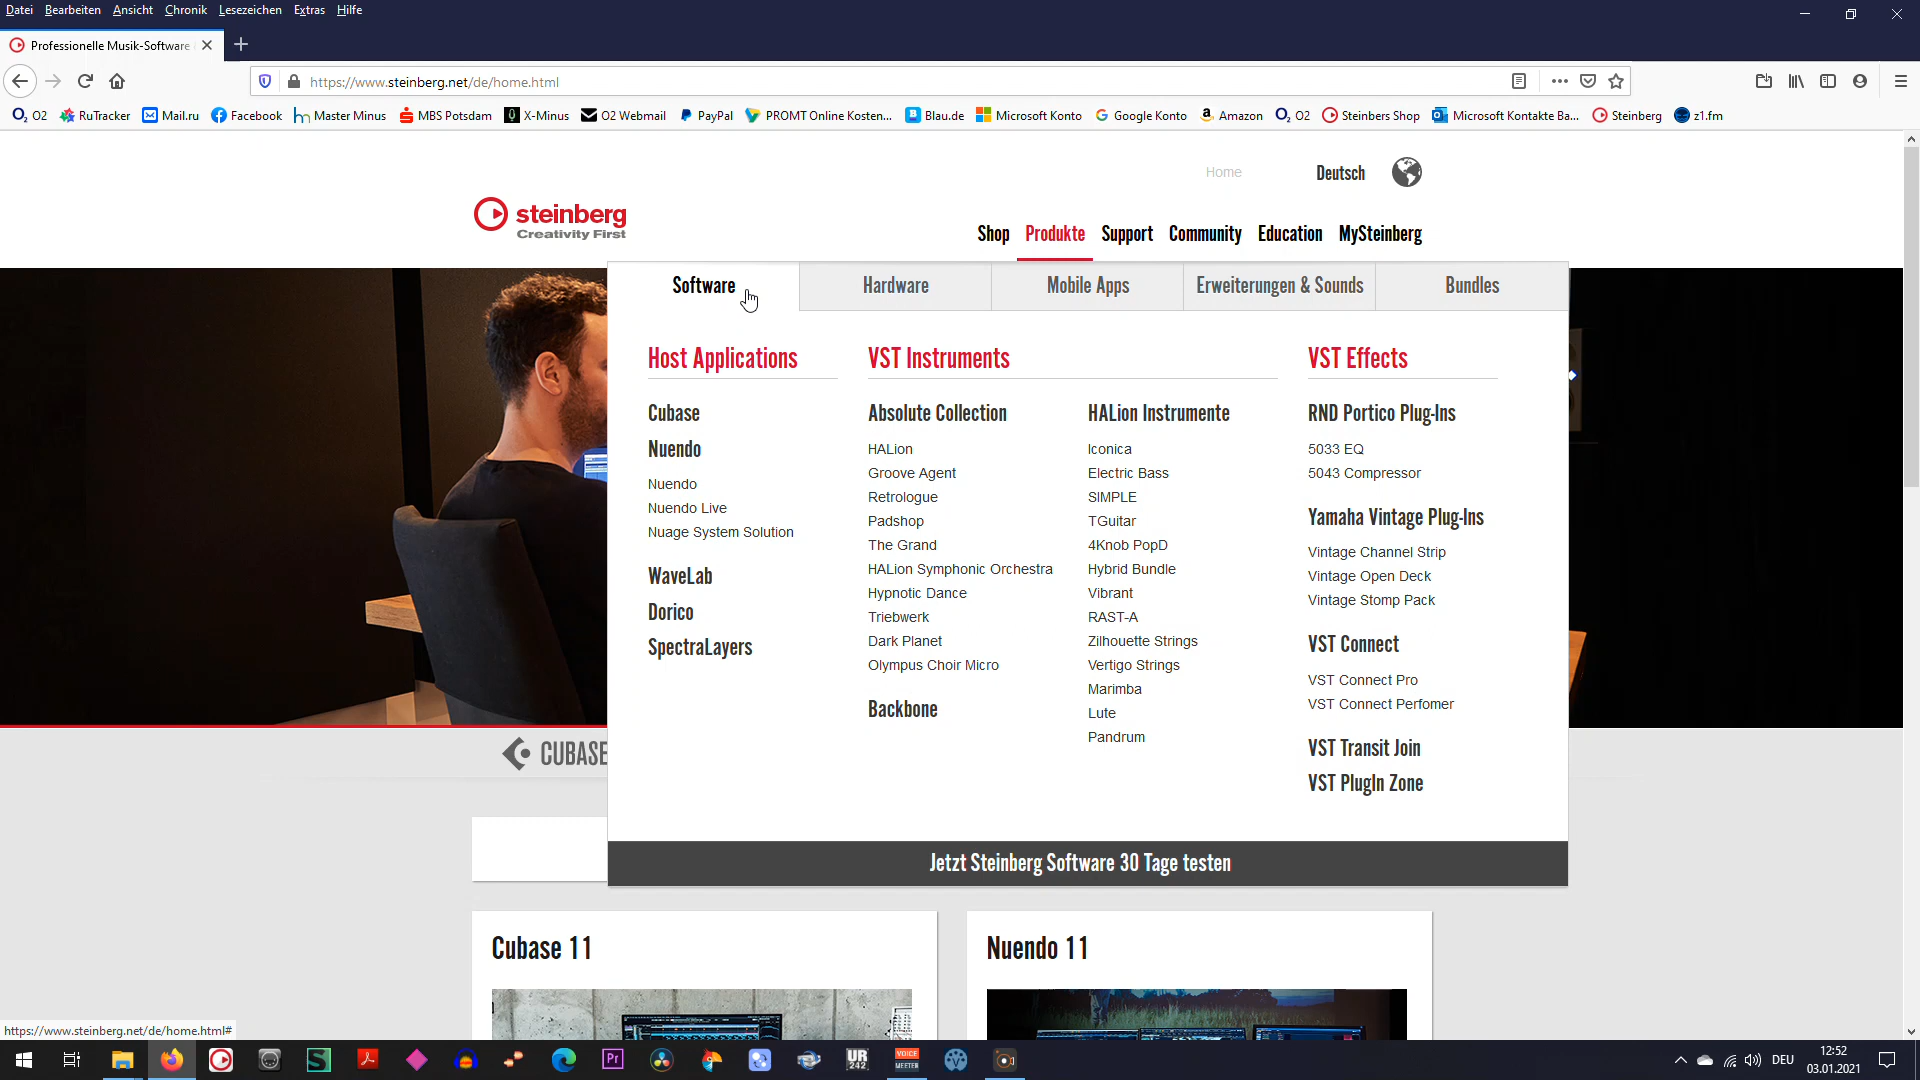 Datei Bearbeiten Ansicht Chronik Lesezeichen Extras Hilfe
Professionelle Musik-Software
https://www.steinberg.net/de/home.html
O2 RuTracker Mail.ru Facebook Master Minus MBS Potsdam X-Minus O2 Webmail PayPal PROMT Online Kosten... Blau.de Microsoft Konto Google Konto Amazon O2 Steinbers Shop Microsoft Kontakte Ba... Steinberg z1.fm
Home Deutsch
steinberg
Creativity First
Shop Produkte Support Community Education MySteinberg
Software Hardware Mobile Apps Erweiterungen & Sounds Bundles
Host Applications
Cubase
Nuendo
Nuendo
Nuendo Live
Nuage System Solution
WaveLab
Dorico
SpectraLayers
VST Instruments
Absolute Collection
HALion
Groove Agent
Retrologue
Padshop
The Grand
HALion Symphonic Orchestra
Hypnotic Dance
Triebwerk
Dark Planet
Olympus Choir Micro
Backbone
HALion Instrumente
Iconica
Electric Bass
SIMPLE
TGuitar
4Knob PopD
Hybrid Bundle
Vibrant
RAST-A
Zilhouette Strings
Vertigo Strings
Marimba
Lute
Pandrum
VST Effects
RND Portico Plug-Ins
5033 EQ
5043 Compressor
Yamaha Vintage Plug-Ins
Vintage Channel Strip
Vintage Open Deck
Vintage Stomp Pack
VST Connect
VST Connect Pro
VST Connect Perfomer
VST Transit Join
VST PlugIn Zone
CUBASE
Jetzt Steinberg Software 30 Tage testen
Cubase 11
Nuendo 11
https://www.steinberg.net/de/home.html#
Pr
UR
242
VOICE
MEETER
DEU
12:52
03.01.2021